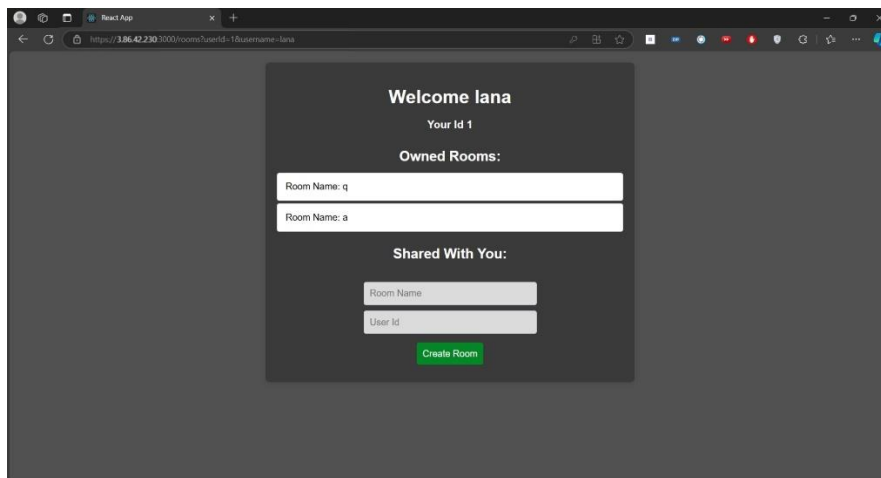 React App
https://3.86.42.230:3000/rooms?userId=1&username=lana
Welcome lana
Your Id 1
Owned Rooms:
Room Name: q
Room Name: a
Shared With You:
Room Name
User Id
Create Room